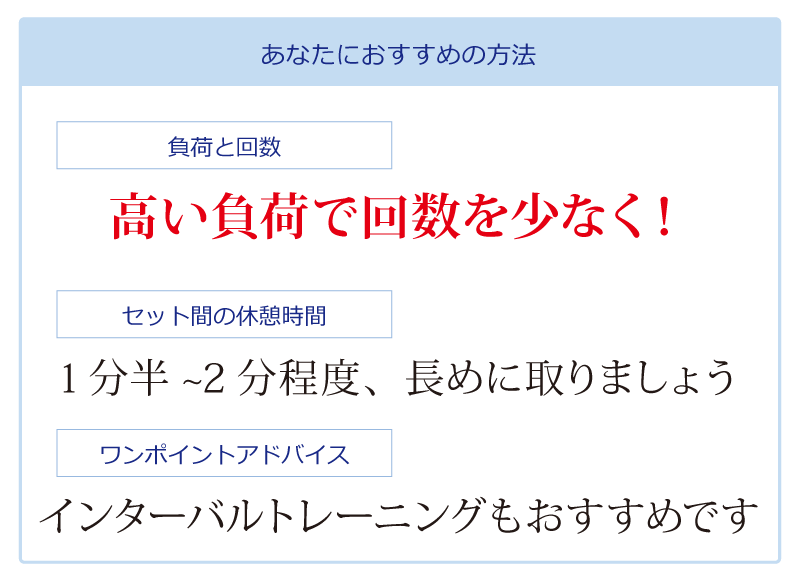 あなたにおすすめの方法
負荷と回数
高い負荷で回数を少なく！
セット間の休憩時間
1 分半 ~2 分程度、長めに取りましょう
ワンポイントアドバイス
インターバルトレーニングもおすすめです